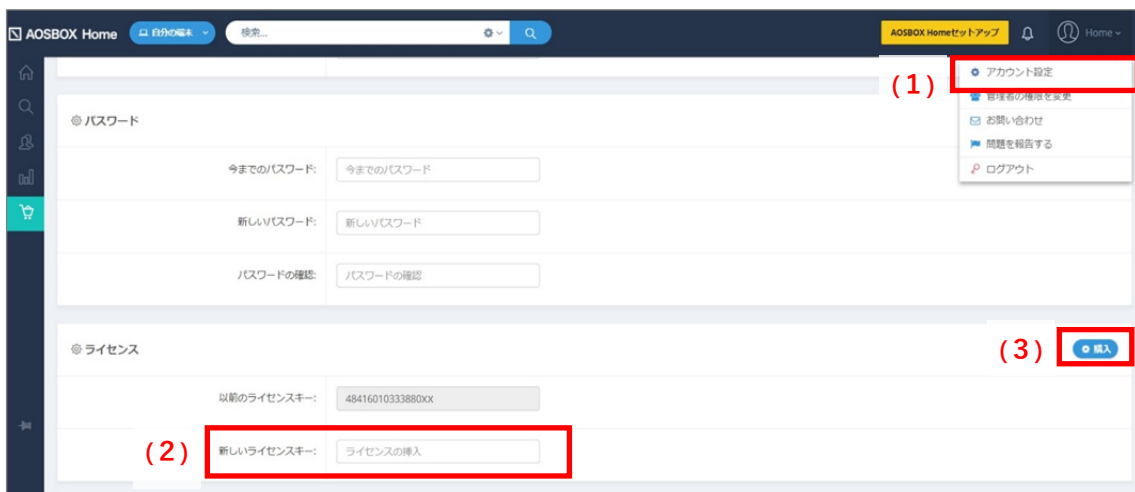 AOSBOX Home 自分の端末 検索... AOSBOX Homeセットアップ Home
(1) アカウント設定
管理者の権限を変更
お問い合わせ
問題を報告する
ログアウト
パスワード
今までのパスワード: 今までのパスワード
新しいパスワード: 新しいパスワード
パスワードの確認: パスワードの確認
ライセンス (3) 購入
以前のライセンスキー: 48416010333880XX
(2) 新しいライセンスキー: ライセンスの挿入